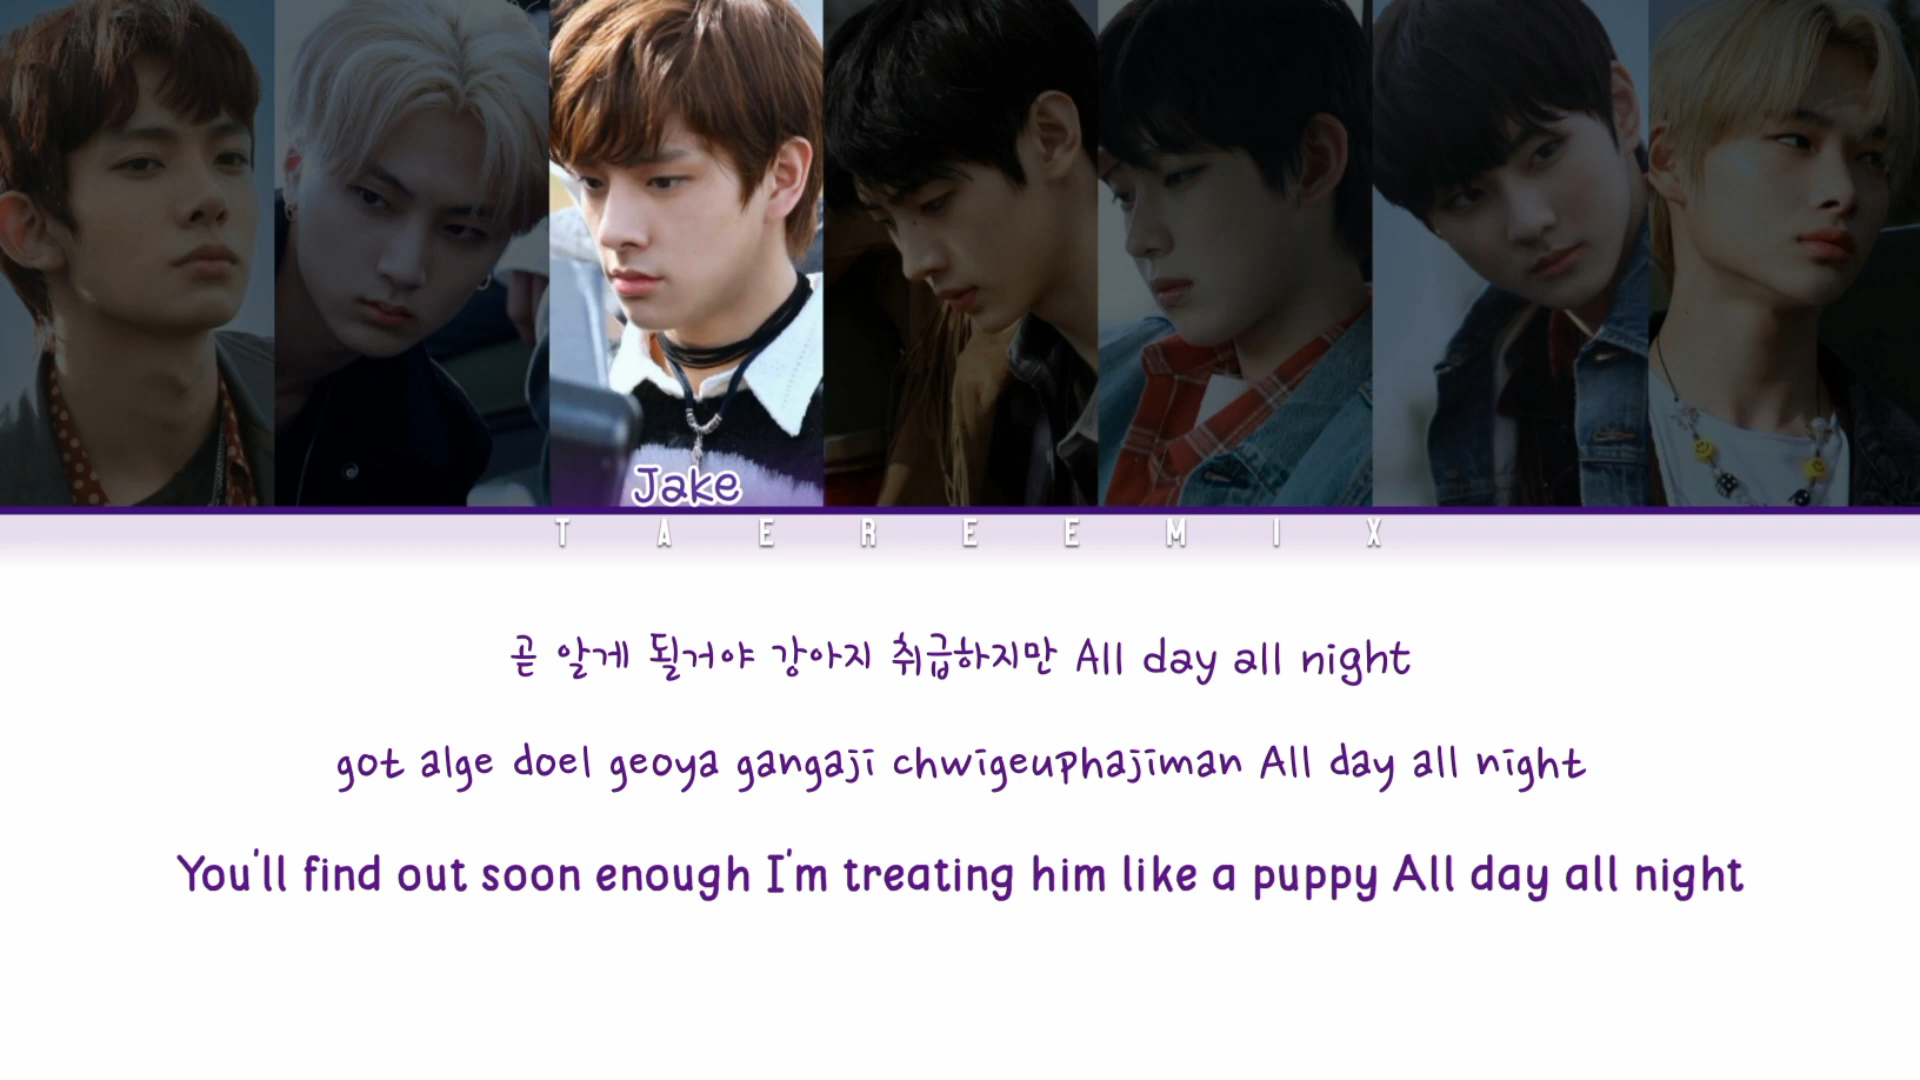 Jake
T A E R E E M I X
곧 알게 될거야 강아지 취급하지만 All day all night
got alge doel geoya gangaji chwigeuphajiman All day all night
You'll find out soon enough I'm treating him like a puppy All day all night